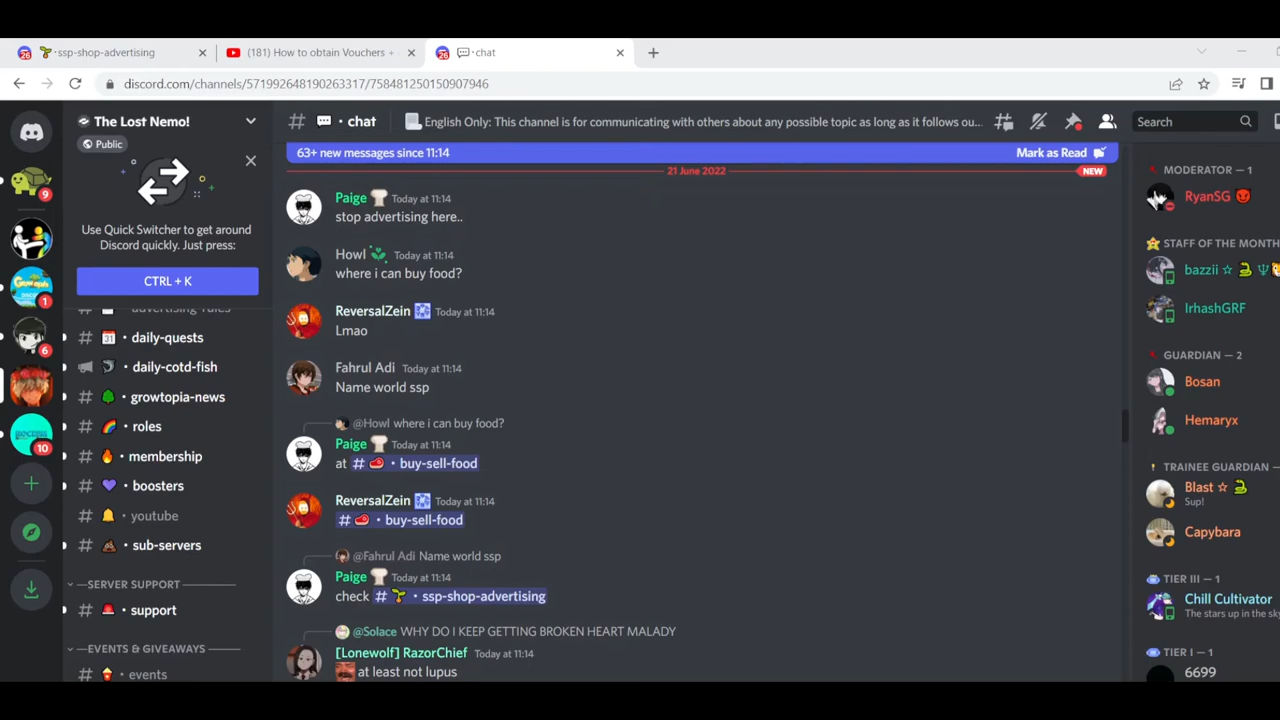 ssp-shop-advertising
(181) How to obtain Vouchers +
chat
discord.com/channels/571992648190263317/758481250150907946
The Lost Nemo!
Public
Use Quick Switcher to get around
Discord quickly. Just press:
CTRL + K
advertising-rules
daily-quests
daily-cotd-fish
growtopia-news
roles
membership
boosters
youtube
sub-servers
—SERVER SUPPORT————
support
—EVENTS & GIVEAWAYS———
events
9
1
6
10
# • chat
English Only: This channel is for communicating with others about any possible topic as long as it follows ou...
Search
63+ new messages since 11:14
Mark as Read
21 June 2022
NEW
Paige Today at 11:14
stop advertising here..
Howl Today at 11:14
where i can buy food?
ReversalZein Today at 11:14
Lmao
Fahrul Adi Today at 11:14
Name world ssp
@Howl where i can buy food?
Paige Today at 11:14
at # • buy-sell-food
ReversalZein Today at 11:14
# • buy-sell-food
@Fahrul Adi Name world ssp
Paige Today at 11:14
check # • ssp-shop-advertising
@Solace WHY DO I KEEP GETTING BROKEN HEART MALADY
[Lonewolf] RazorChief Today at 11:14
at least not lupus
MODERATOR — 1
RyanSG
STAFF OF THE MONTH
bazzii ☆
IrhashGRF
GUARDIAN — 2
Bosan
Hemaryx
TRAINEE GUARDIAN —
Blast ☆
Sup!
Capybara
TIER III — 1
Chill Cultivator
The stars up in the sky
TIER I — 1
6699